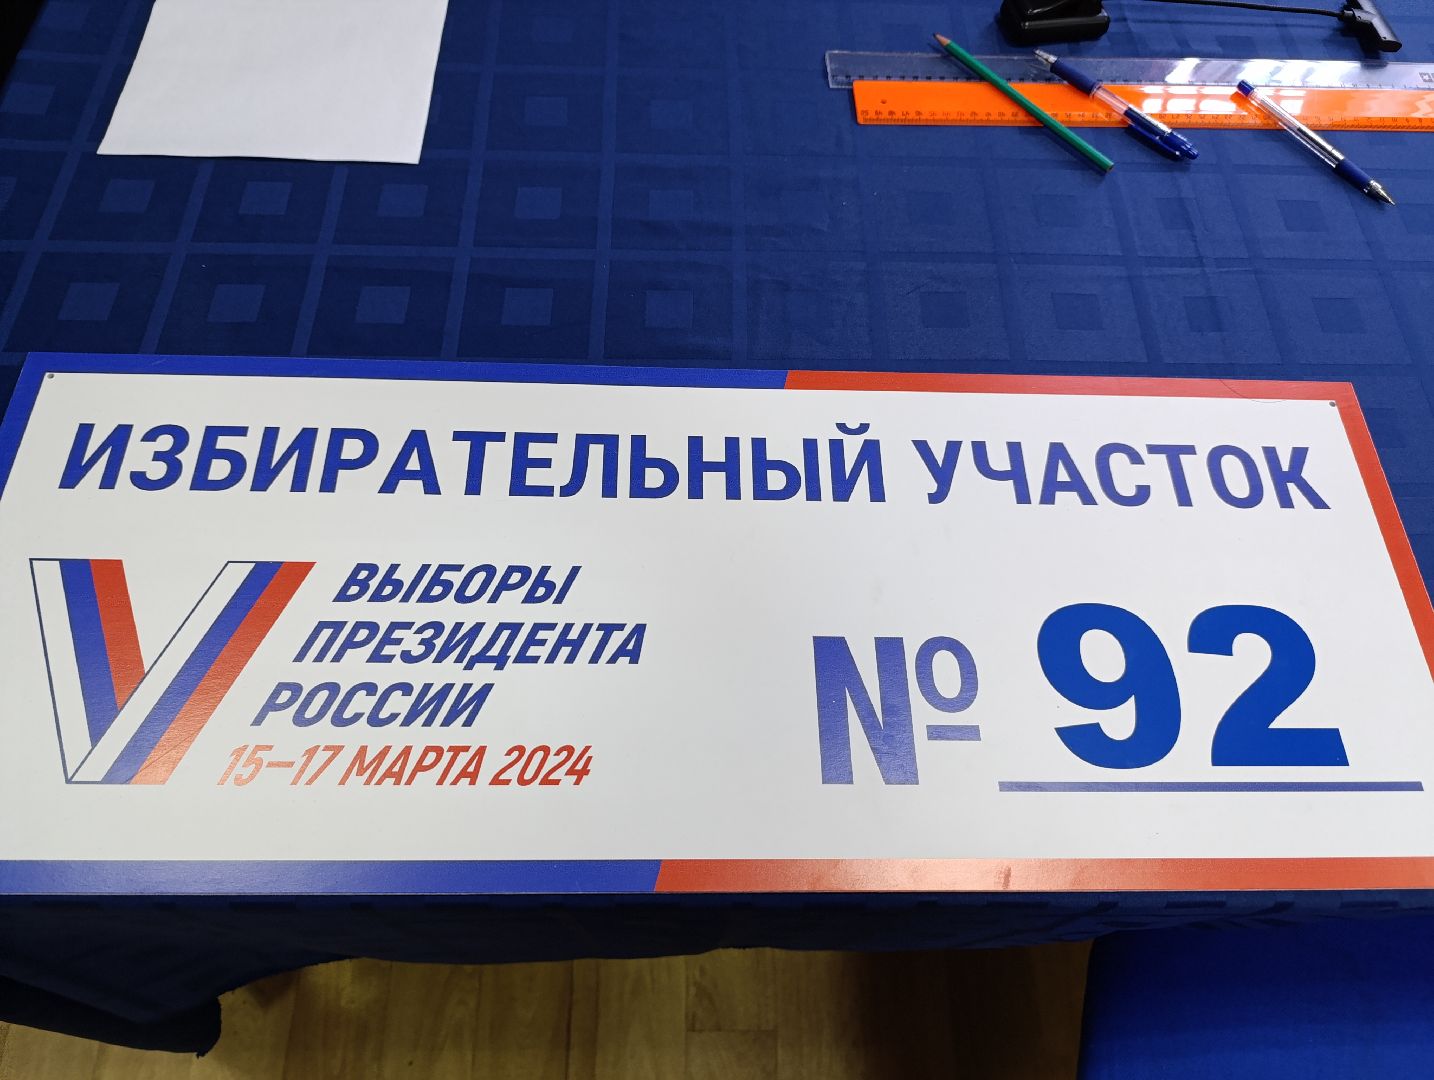 ИЗБИРАТЕЛЬНЫЙ УЧАСТОК
ВЫБОРЫ
ПРЕЗИДЕНТА
РОССИИ
15–17 МАРТА 2024
№ 92